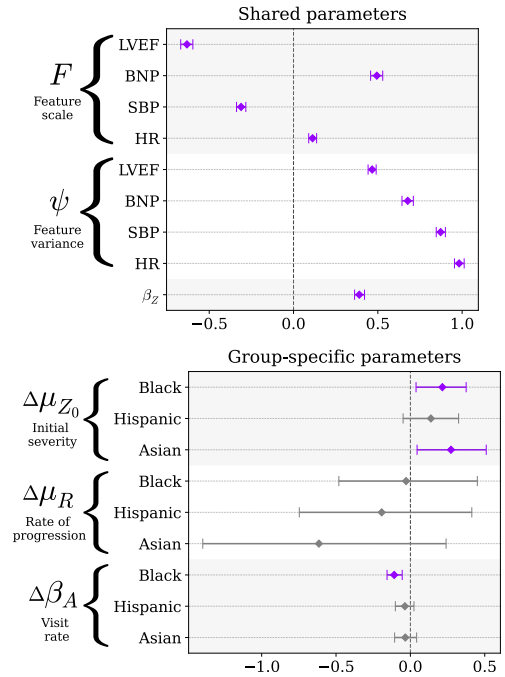 Shared parameters
F
Feature
scale
LVEF
BNP
SBP
HR
ψ
Feature
variance
LVEF
BNP
SBP
HR
β_Z
−0.5 0.0 0.5 1.0
Group-specific parameters
Δμ_{Z_0}
Initial
severity
Black
Hispanic
Asian
Δμ_R
Rate of
progression
Black
Hispanic
Asian
Δβ_A
Visit
rate
Black
Hispanic
Asian
−1.0 −0.5 0.0 0.5